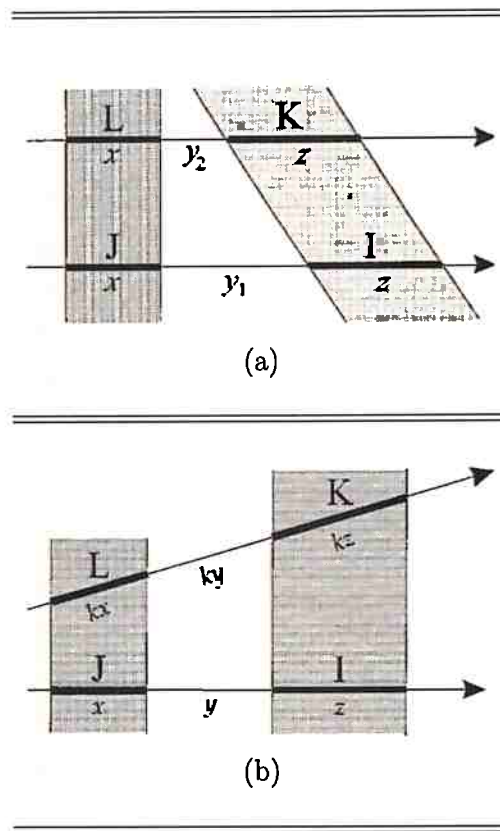 L K
x y₂ z
J I
x y₁ z
(a)
K
L kz
kx ky
J I
x y z
(b)